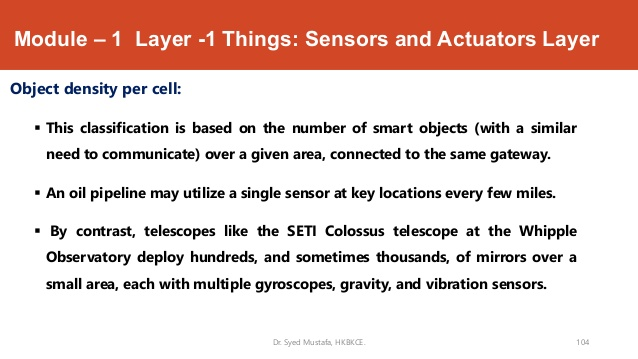 Module – 1 Layer -1 Things: Sensors and Actuators Layer
Object density per cell:
▪ This classification is based on the number of smart objects (with a similar
need to communicate) over a given area, connected to the same gateway.
▪ An oil pipeline may utilize a single sensor at key locations every few miles.
▪ By contrast, telescopes like the SETI Colossus telescope at the Whipple
Observatory deploy hundreds, and sometimes thousands, of mirrors over a
small area, each with multiple gyroscopes, gravity, and vibration sensors.
Dr. Syed Mustafa, HKBKCE. 104